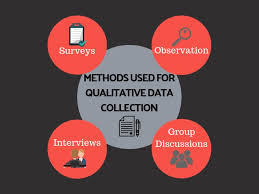 Surveys
Observation
METHODS USED FOR
QUALITATIVE DATA
COLLECTION
Interviews
Group
Discussions